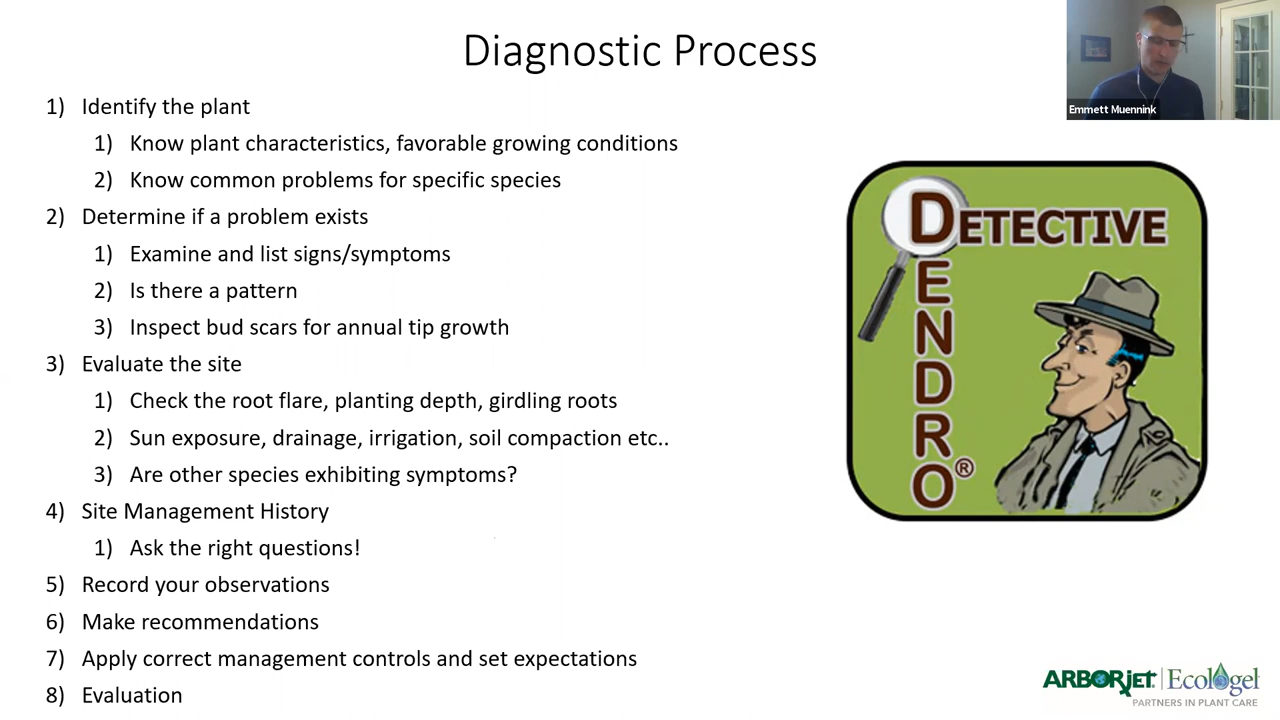 Diagnostic Process
Emmett Muennink
1) Identify the plant
1) Know plant characteristics, favorable growing conditions
2) Know common problems for specific species
2) Determine if a problem exists
1) Examine and list signs/symptoms
2) Is there a pattern
3) Inspect bud scars for annual tip growth
3) Evaluate the site
1) Check the root flare, planting depth, girdling roots
2) Sun exposure, drainage, irrigation, soil compaction etc..
3) Are other species exhibiting symptoms?
4) Site Management History
1) Ask the right questions!
5) Record your observations
6) Make recommendations
7) Apply correct management controls and set expectations
8) Evaluation
DETECTIVE
DENDRO®
ARBORjET | Ecologel
PARTNERS IN PLANT CARE